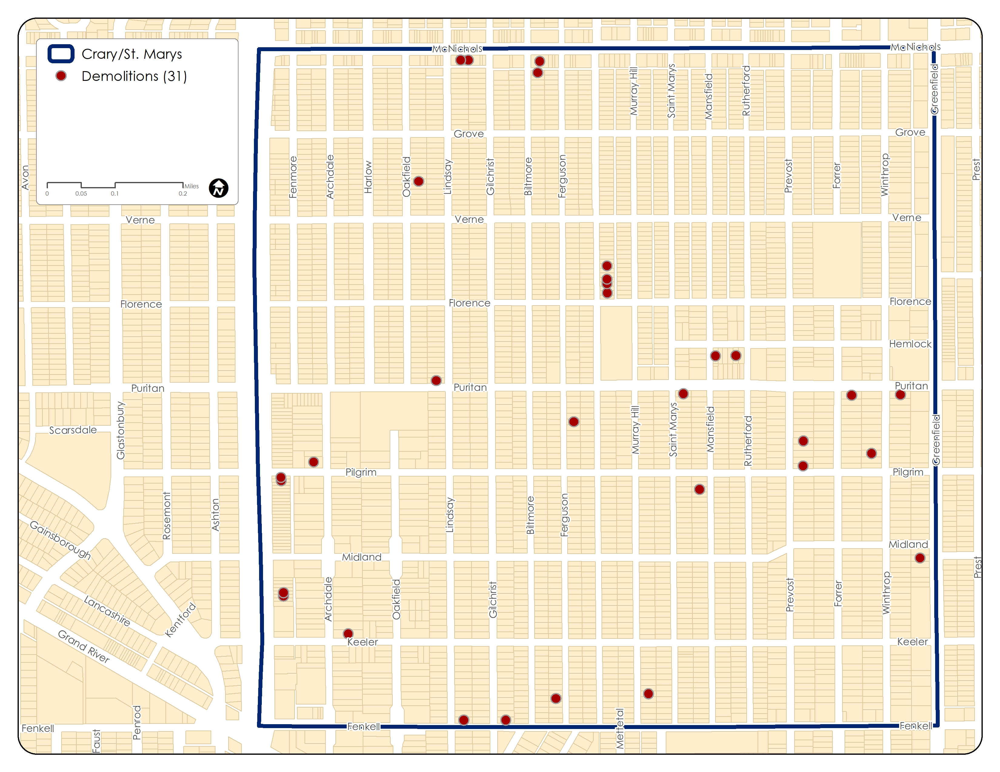 Crary/St. Marys
Demolitions (31)
0 0.05 0.1 0.2 Miles
N
McNichols
McNichols
Murray Hill
Saint Marys
Mansfield
Rutherford
Greenfield
Grove
Grove
Avon
Fenmore
Archdale
Harlow
Oakfield
Lindsay
Gilchrist
Biltmore
Ferguson
Prevost
Forrer
Winthrop
Prest
Verne
Verne
Verne
Florence
Florence
Florence
Hemlock
Puritan
Puritan
Puritan
Glastonbury
Scarsdale
Murray Hill
Saint Marys
Mansfield
Rutherford
Greenfield
Pilgrim
Pilgrim
Rosemont
Ashton
Lindsay
Biltmore
Ferguson
Gainsborough
Midland
Midland
Prest
Lancashire
Kentford
Archdale
Oakfield
Gilchrist
Prevost
Forrer
Winthrop
Grand River
Keeler
Keeler
Fenkell
Faust
Penrod
Fenkell
Mettetal
Fenkell